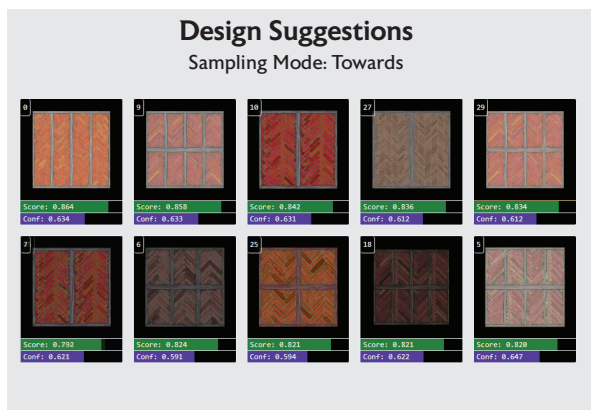 Design Suggestions
Sampling Mode: Towards
0
9
10
27
29
Score: 0.864
Score: 0.858
Score: 0.842
Score: 0.836
Score: 0.834
Conf: 0.634
Conf: 0.633
Conf: 0.631
Conf: 0.612
Conf: 0.612
7
6
25
18
5
Score: 0.792
Score: 0.824
Score: 0.821
Score: 0.821
Score: 0.820
Conf: 0.621
Conf: 0.591
Conf: 0.594
Conf: 0.622
Conf: 0.647